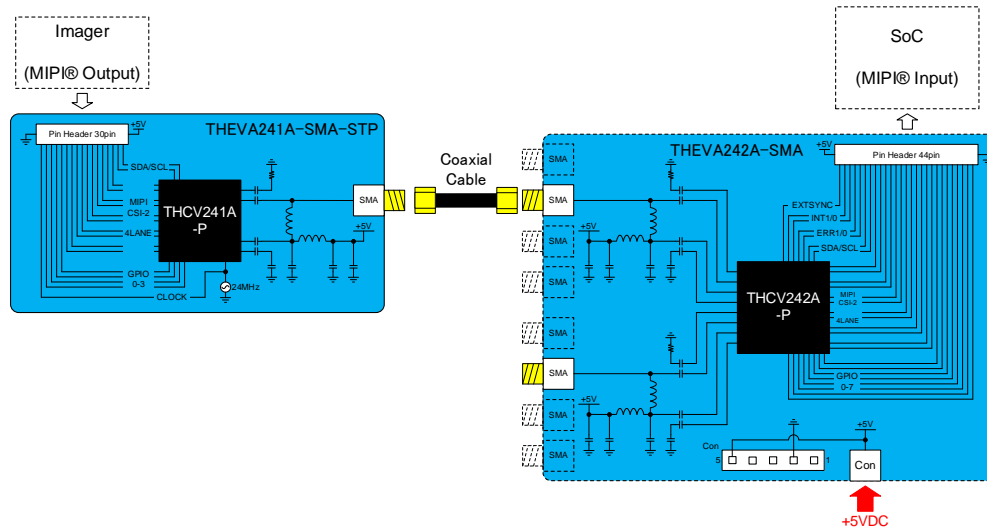 Imager
(MIPI® Output)
SoC
(MIPI® Input)
THEVA241A-SMA-STP
Pin Header 30pin
+5V
SDA/SCL
MIPI
CSI-2
4LANE
THCV241A
-P
GPIO
0-3
CLOCK
24MHz
+5V
SMA
Coaxial
Cable
THEVA242A-SMA
+5V
Pin Header 44pin
SMA
SMA
SMA
SMA
SMA
SMA
SMA
SMA
+5V
+5V
EXTSYNC
INT1/0
ERR1/0
SDA/SCL
THCV242A
-P
MIPI
CSI-2
4LANE
GPIO
0-7
Con
5
1
+5V
Con
+5VDC